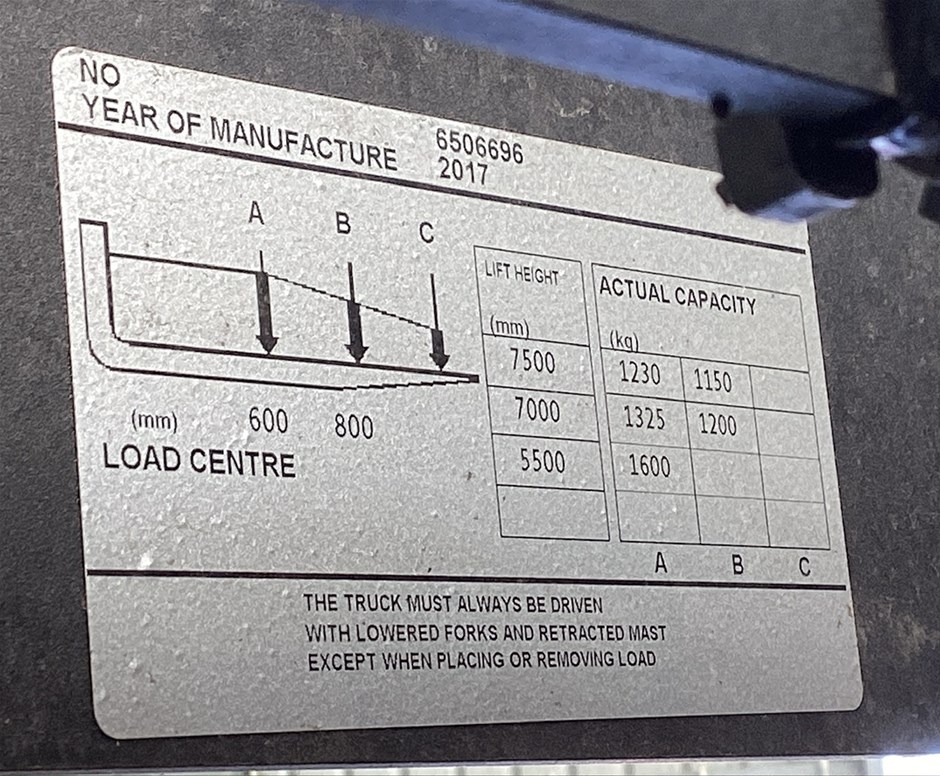 NO 6506696
YEAR OF MANUFACTURE 2017
A B C
(mm) 600 800
LOAD CENTRE
LIFT HEIGHT ACTUAL CAPACITY
(mm) (kg)
7500 1230 1150
7000 1325 1200
5500 1600
A B C
THE TRUCK MUST ALWAYS BE DRIVEN
WITH LOWERED FORKS AND RETRACTED MAST
EXCEPT WHEN PLACING OR REMOVING LOAD